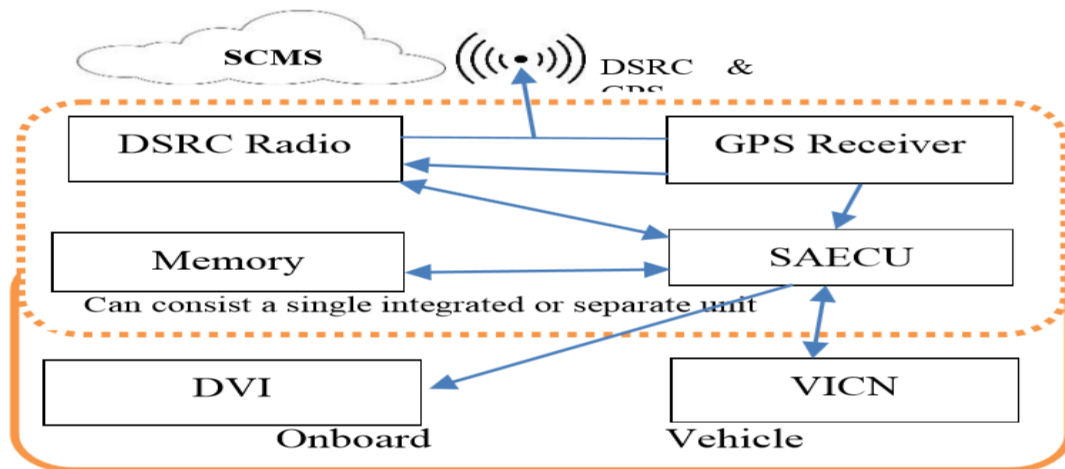 SCMS
DSRC &
GPS
DSRC Radio
GPS Receiver
Memory
SAECU
Can consist a single integrated or separate unit
DVI
VICN
Onboard Vehicle